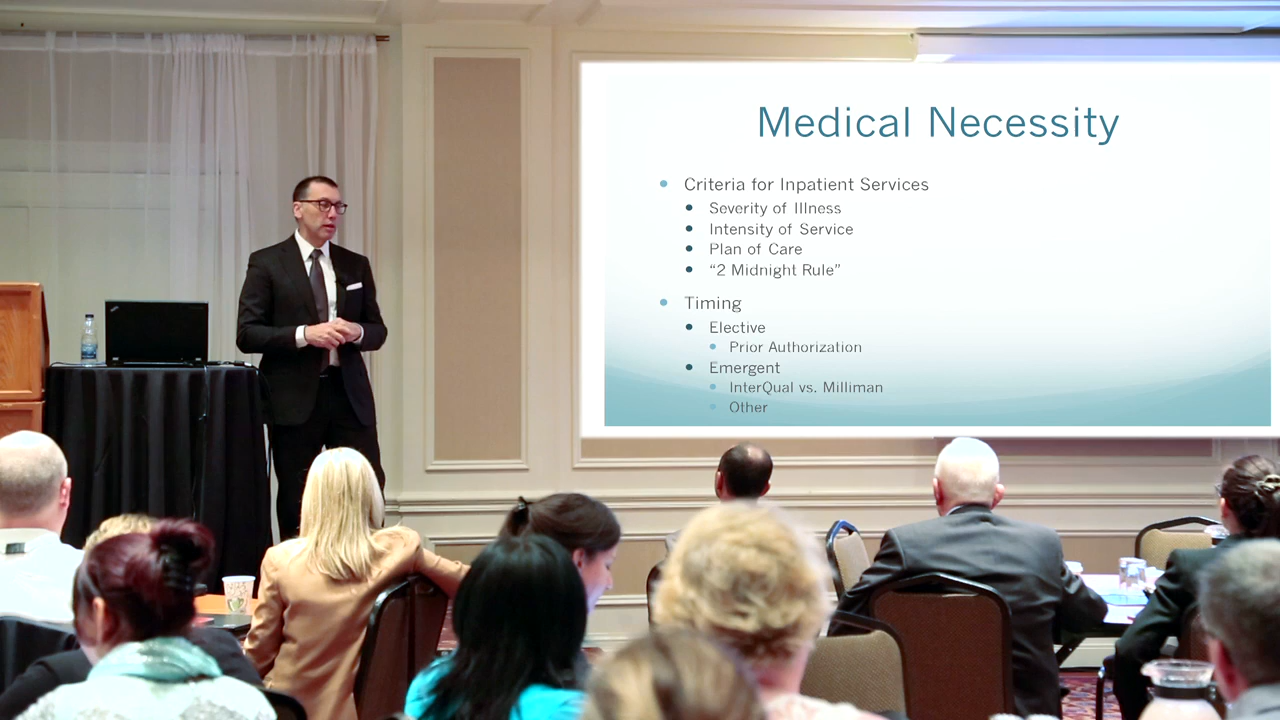 Medical Necessity
Criteria for Inpatient Services
Severity of Illness
Intensity of Service
Plan of Care
“2 Midnight Rule”
Timing
Elective
Prior Authorization
Emergent
InterQual vs. Milliman
Other